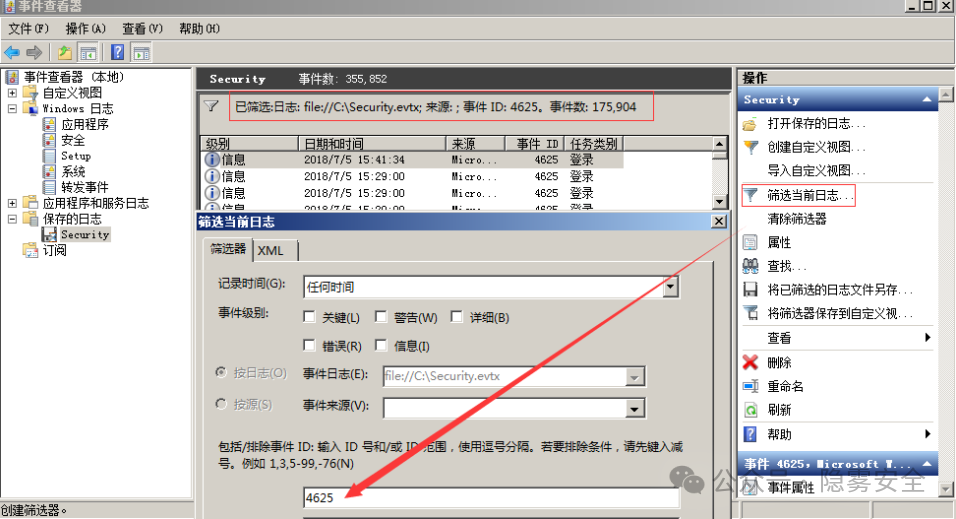 事件查看器
文件(F) 操作(A) 查看(V) 帮助(H)
事件查看器 (本地)
自定义视图
Windows 日志
应用程序
安全
Setup
系统
转发事件
应用程序和服务日志
保存的日志
Security
订阅
Security 事件数: 355,852
已筛选:日志: file://C:\Security.evtx; 来源: ; 事件 ID: 4625。事件数: 175,904
级别 日期和时间 来源 事件 ID 任务类别
信息 2018/7/5 15:41:34 Micro... 4625 登录
信息 2018/7/5 15:29:00 Micro... 4625 登录
信息 2018/7/5 15:29:00 Micro... 4625 登录
信息 2018/7/5 15:29:00 Micro... 4625 登录
筛选当前日志
筛选器 XML
记录时间(G): 任何时间
事件级别: 关键(L) 警告(W) 详细(B)
错误(R) 信息(I)
按日志(O) 事件日志(E): file://C:\Security.evtx
按源(S) 事件来源(V):
包括/排除事件 ID: 输入 ID 号和/或 ID 范围，使用逗号分隔。若要排除条件，请先键入减
号。例如 1,3,5-99,-76(N)
4625
操作
Security
打开保存的日志...
创建自定义视图...
导入自定义视图...
筛选当前日志...
清除筛选器
属性
查找...
将已筛选的日志文件另存...
将筛选器保存到自定义视...
查看
删除
重命名
刷新
帮助
事件 4625，Microsoft W...
事件属性
公众号 隐雾安全
创建筛选器。